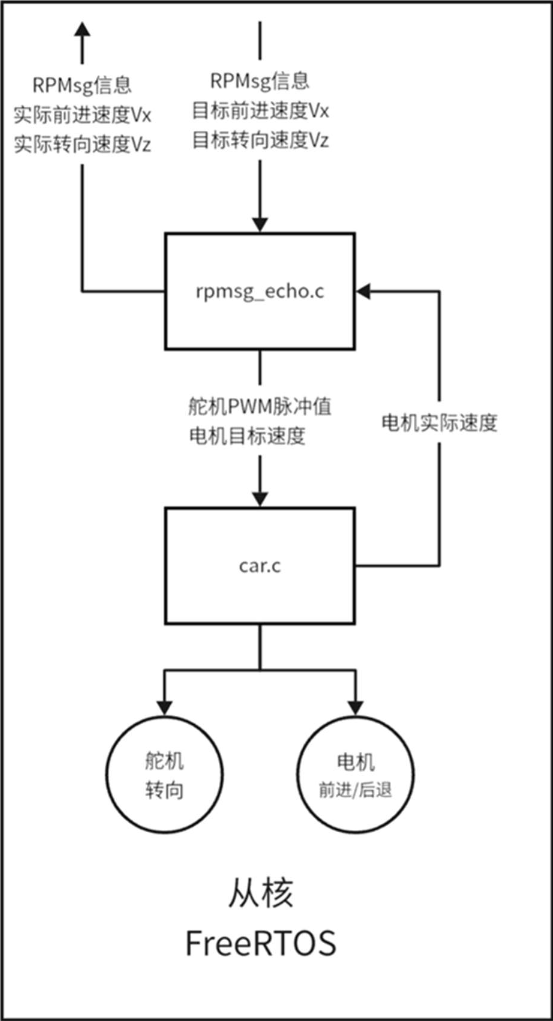 RPMsg信息
实际前进速度Vx
实际转向速度Vz
RPMsg信息
目标前进速度Vx
目标转向速度Vz
rpmsg_echo.c
舵机PWM脉冲值
电机目标速度
电机实际速度
car.c
舵机
转向
电机
前进/后退
从核
FreeRTOS